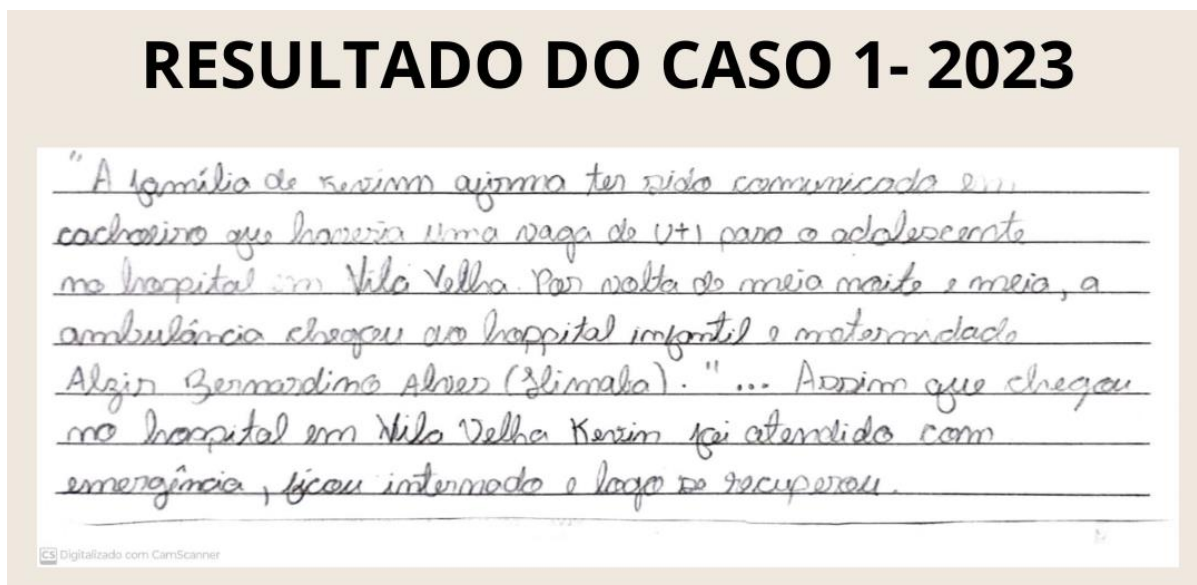 RESULTADO DO CASO 1- 2023
"A família de Kevinn afirma ter sido comunicada em
cachoeiro que haveria uma vaga de UTI para o adolescente
no hospital em Vila Velha. Por volta de meia noite e meia, a
ambulância chegou ao hospital infantil e maternidade
Alzir Bernardino Alves (Himaba)." ... Assim que chegou
no hospital em Vila Velha Kevin foi atendido com
emergência, ficou internado e logo se recuperou.
CS Digitalizado com CamScanner